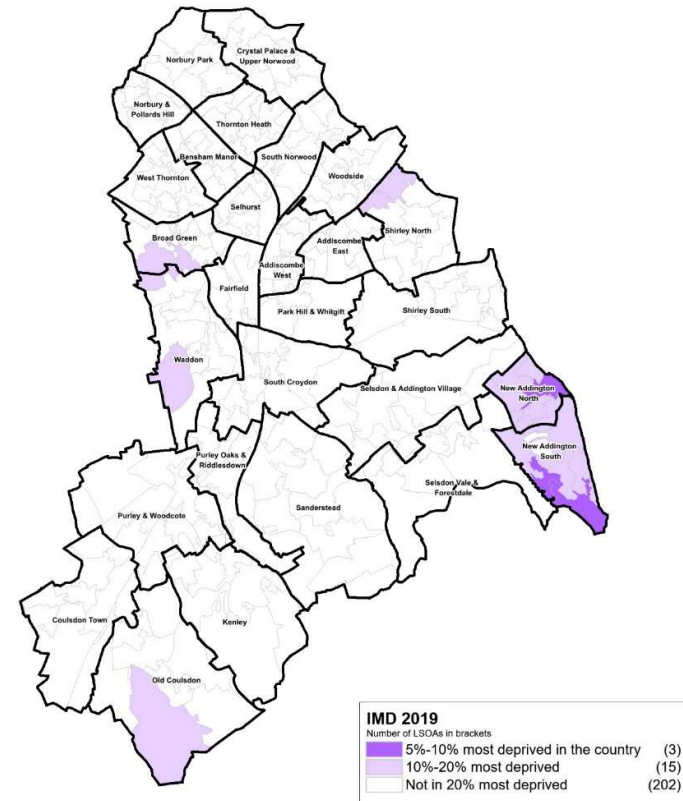 Norbury Park
Crystal Palace &
Upper Norwood
Norbury &
Pollards Hill
Thornton Heath
Bensham Manor
South Norwood
West Thornton
Woodside
Selhurst
Broad Green
Shirley North
Addiscombe
East
Addiscombe
West
Fairfield
Park Hill & Whitgift
Shirley South
Waddon
South Croydon
Selsdon & Addington Village
New Addington
North
New Addington
South
Purley Oaks &
Riddlesdown
Selsdon Vale &
Forestdale
Sanderstead
Purley & Woodcote
Coulsdon Town
Kenley
Old Coulsdon
IMD 2019
Number of LSOAs in brackets
5%-10% most deprived in the country (3)
10%-20% most deprived (15)
Not in 20% most deprived (202)